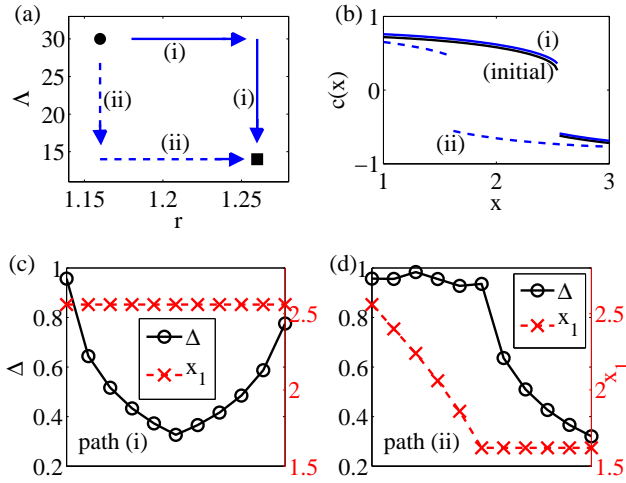 (a)
30
25
20
15
Λ
(i)
(i)
(ii)
(ii)
1.15
1.2
1.25
r
(b)
1
0
−1
c(x)
(i)
(initial)
(ii)
1
2
3
x
(c)
1
0.8
0.6
0.4
0.2
Δ
Δ
x1
path (i)
2.5
2
1.5
(d)
1
0.8
0.6
0.4
0.2
Δ
x1
path (ii)
2.5
2
1.5
x1